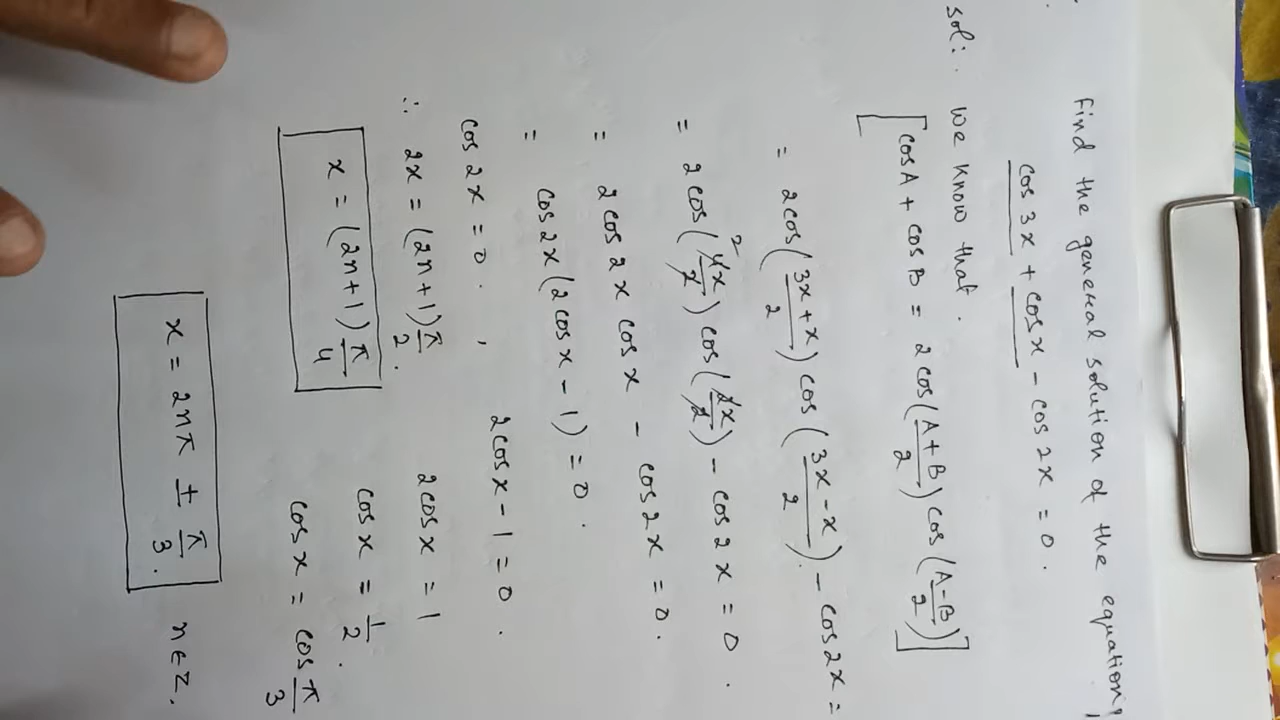 Find the general solution of the equation,
cos 3x + cos x - cos 2x = 0.
sol: . We know that.
[cos A + cos B = 2 cos (A+B/2) cos (A-B/2)]
= 2cos (3x+x/2) cos (3x-x/2) - cos 2x =
= 2 cos (4x/2) cos (2x/2) - cos 2x = 0.
= 2 cos 2x cos x - cos 2x = 0.
= cos 2x (2 cos x - 1) = 0.
cos 2x = 0. , 2 cos x - 1 = 0.
∴ 2x = (2n+1) π/2. 2 cos x = 1
x = (2n+1) π/4 cos x = 1/2.
cos x = cos π/3
x = 2nπ ± π/3. n ∈ Z.